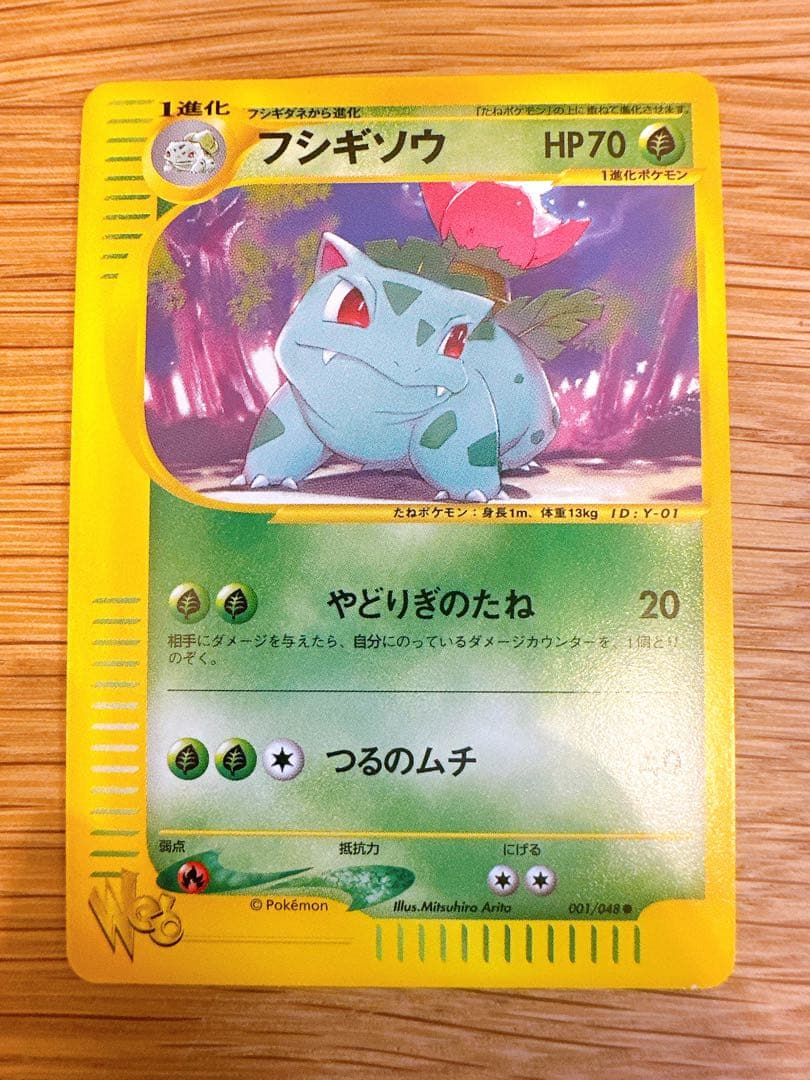 1進化 フシギダネから進化 「たねポケモン」の上に重ねて進化させます。
フシギソウ HP70
1進化ポケモン
たねポケモン：身長1m、体重13kg ID:Y-01
やどりぎのたね 20
相手にダメージを与えたら、自分にのっているダメージカウンターを、1個とり
のぞく。
つるのムチ
弱点 抵抗力 にげる
Web
© Pokémon Illus.Mitsuhiro Arita 001/048